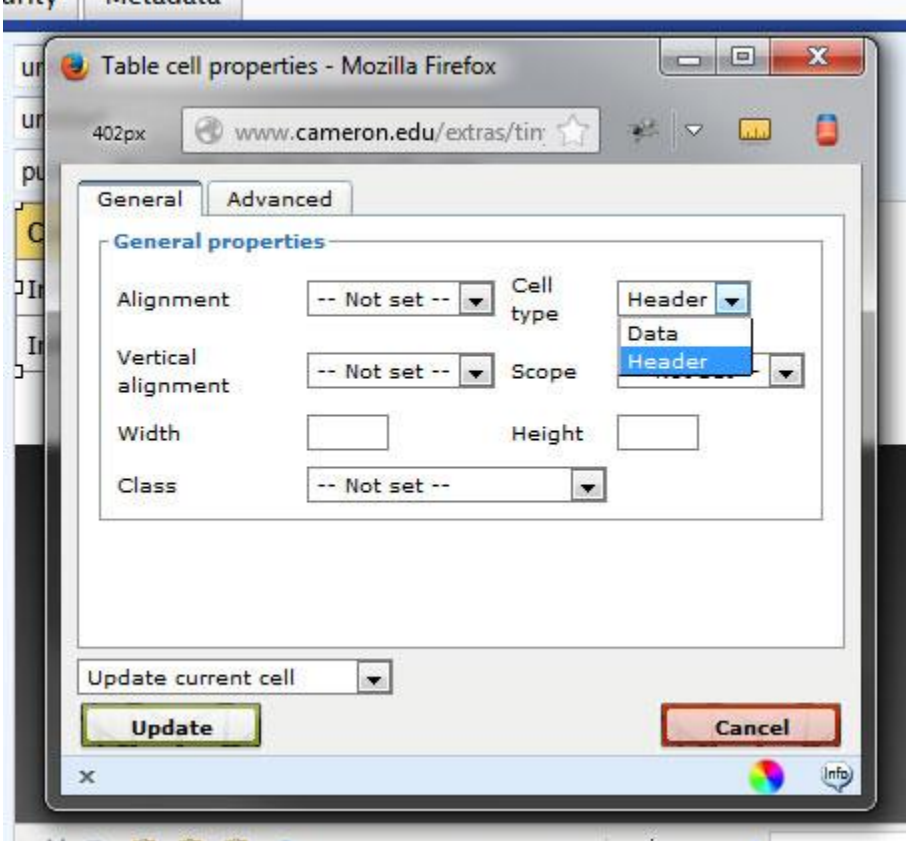 Metadata
Table cell properties - Mozilla Firefox
402px
www.cameron.edu/extras/tin
General
Advanced
General properties
Alignment
-- Not set --
Cell type
Header
Data
Header
Vertical alignment
-- Not set --
Scope
Width
Height
Class
-- Not set --
Update current cell
Update
Cancel
Info